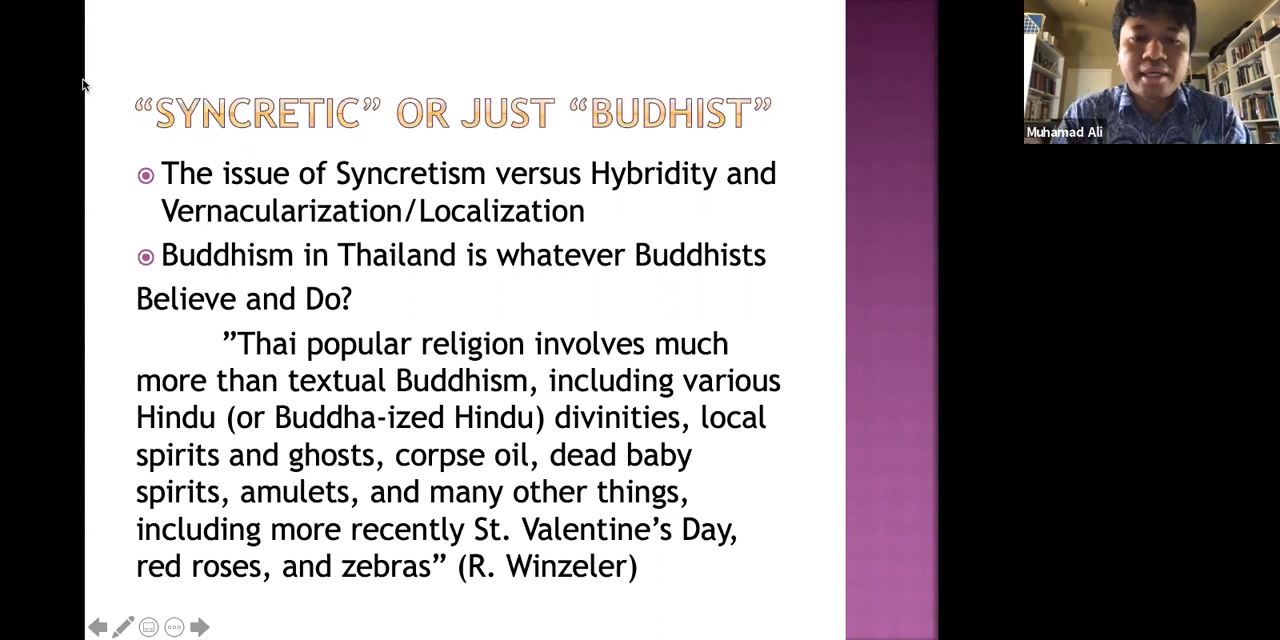 “SYNCRETIC” OR JUST “BUDHIST”
The issue of Syncretism versus Hybridity and
Vernacularization/Localization
Buddhism in Thailand is whatever Buddhists
Believe and Do?
”Thai popular religion involves much
more than textual Buddhism, including various
Hindu (or Buddha-ized Hindu) divinities, local
spirits and ghosts, corpse oil, dead baby
spirits, amulets, and many other things,
including more recently St. Valentine’s Day,
red roses, and zebras” (R. Winzeler)
Muhamad Ali